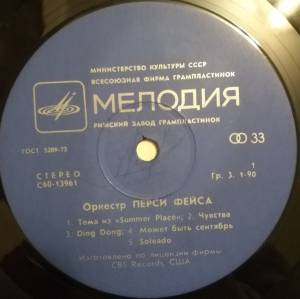 МИНИСТЕРСТВО КУЛЬТУРЫ СССР
ВСЕСОЮЗНАЯ ФИРМА ГРАМПЛАСТИНОК
МЕЛОДИЯ
РИЖСКИЙ ЗАВОД ГРАМПЛАСТИНОК
ГОСТ 5289-73
33
СТЕРЕО
С60-13961
1
Гр. 3. 1-90
Оркестр ПЕРСИ ФЕЙСА
1. Тема из «Summer Place»; 2. Чувства
3. Ding Dong; 4. Может быть сентябрь
5. Soleado
Изготовлено по лицензии фирмы
CBS Records, США